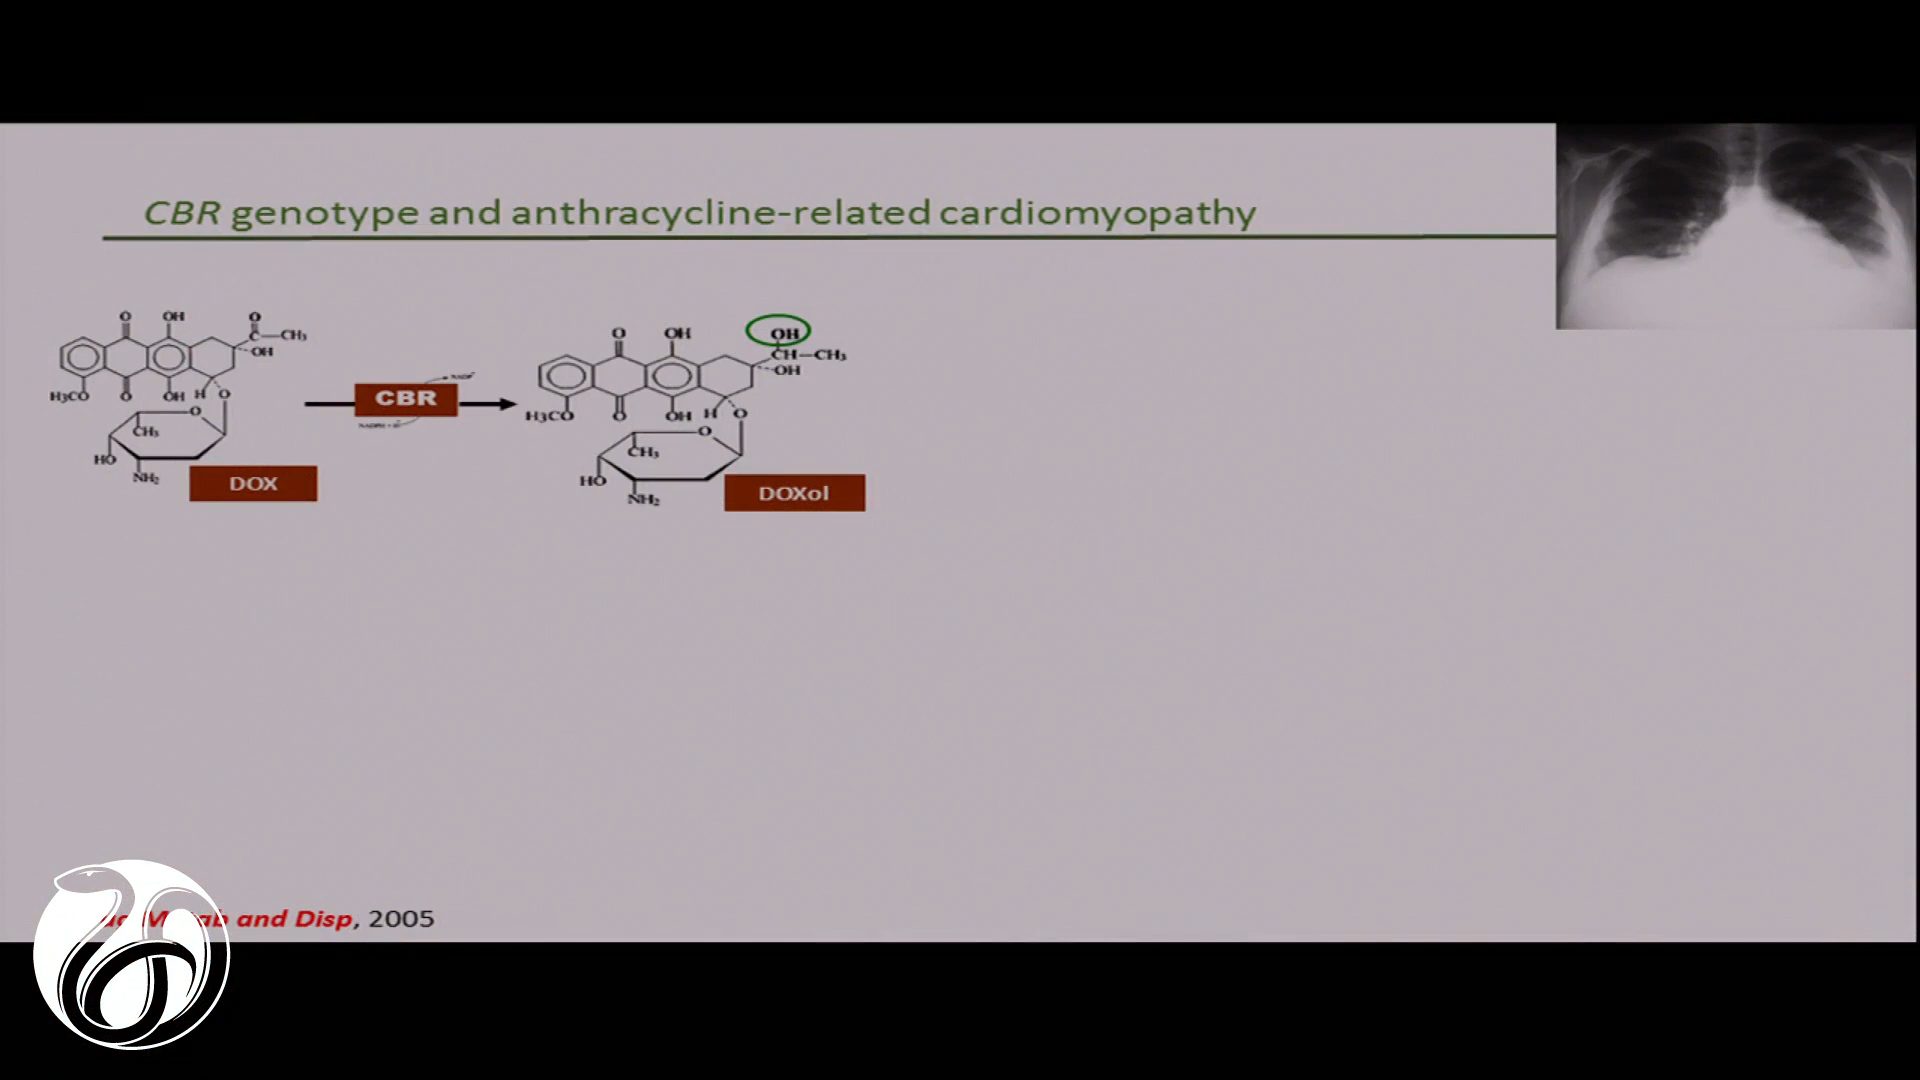 CBR genotype and anthracycline-related cardiomyopathy
O OH O
C CH₃
OH
H₃CO O OH H O
O
CH₃
HO
NH₂
DOX
CBR
O OH OH
CH CH₃
OH
H₃CO O OH H O
O
CH₃
HO
NH₂
DOXol
and Disp, 2005